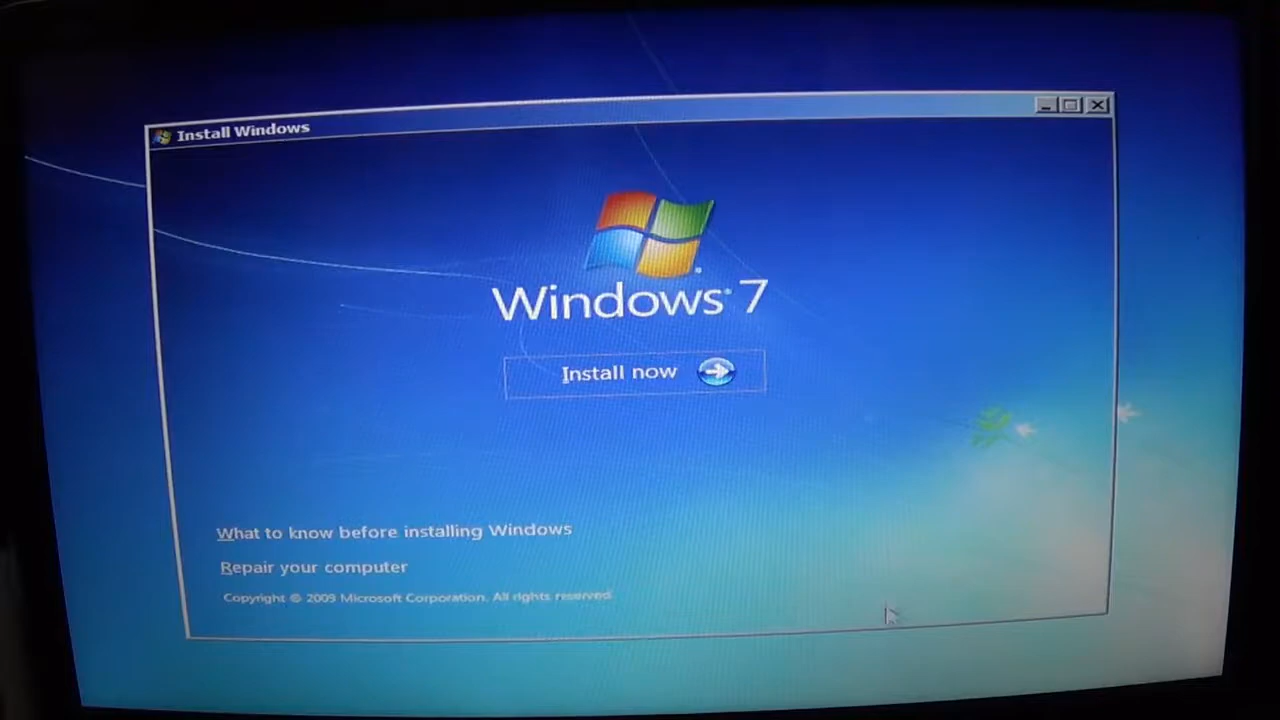 Install Windows
Windows® 7
Install now
What to know before installing Windows
Repair your computer
Copyright © 2009 Microsoft Corporation. All rights reserved.